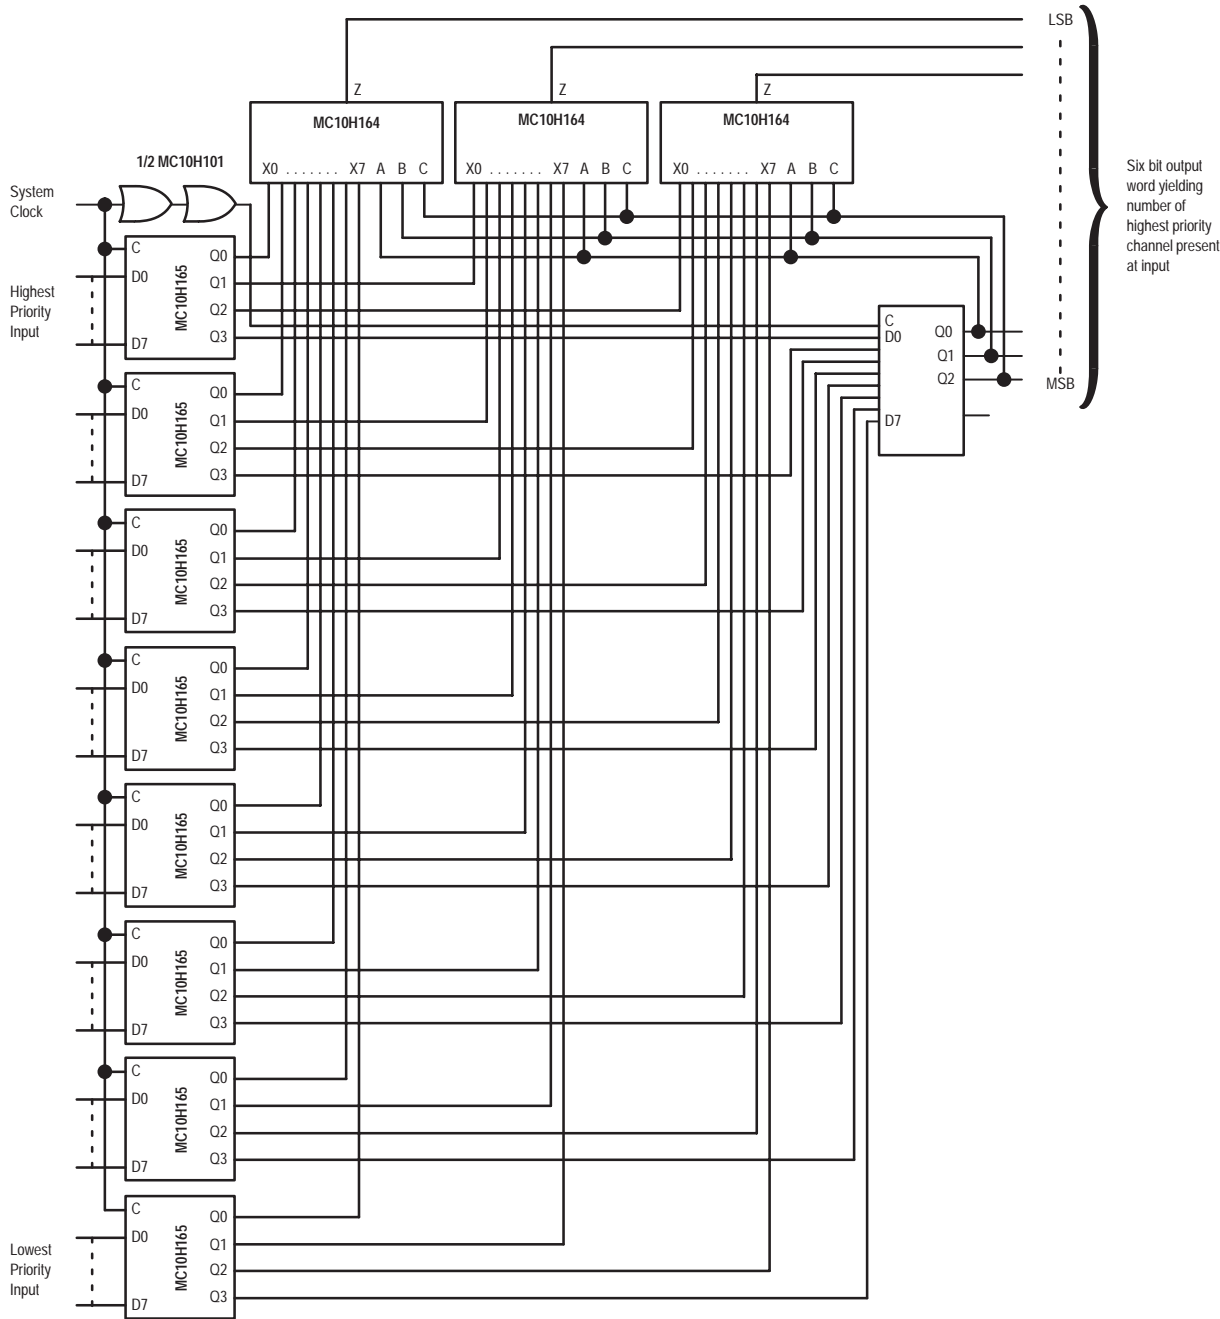 LSB
Z
Z
Z
MC10H164
MC10H164
MC10H164
1/2 MC10H101
X0 . . . . . . . X7 A B C
X0 . . . . . . . X7 A B C
X0 . . . . . . . X7 A B C
System
Clock
Six bit output
word yielding
number of
highest priority
channel present
at input
C
D0
D7
MC10H165
Q0
Q1
Q2
Q3
Highest
Priority
Input
C
D0
D7
Q0
Q1
Q2
MSB
C
D0
D7
MC10H165
Q0
Q1
Q2
Q3
C
D0
D7
MC10H165
Q0
Q1
Q2
Q3
C
D0
D7
MC10H165
Q0
Q1
Q2
Q3
C
D0
D7
MC10H165
Q0
Q1
Q2
Q3
C
D0
D7
MC10H165
Q0
Q1
Q2
Q3
C
D0
D7
MC10H165
Q0
Q1
Q2
Q3
C
D0
D7
MC10H165
Q0
Q1
Q2
Q3
Lowest
Priority
Input